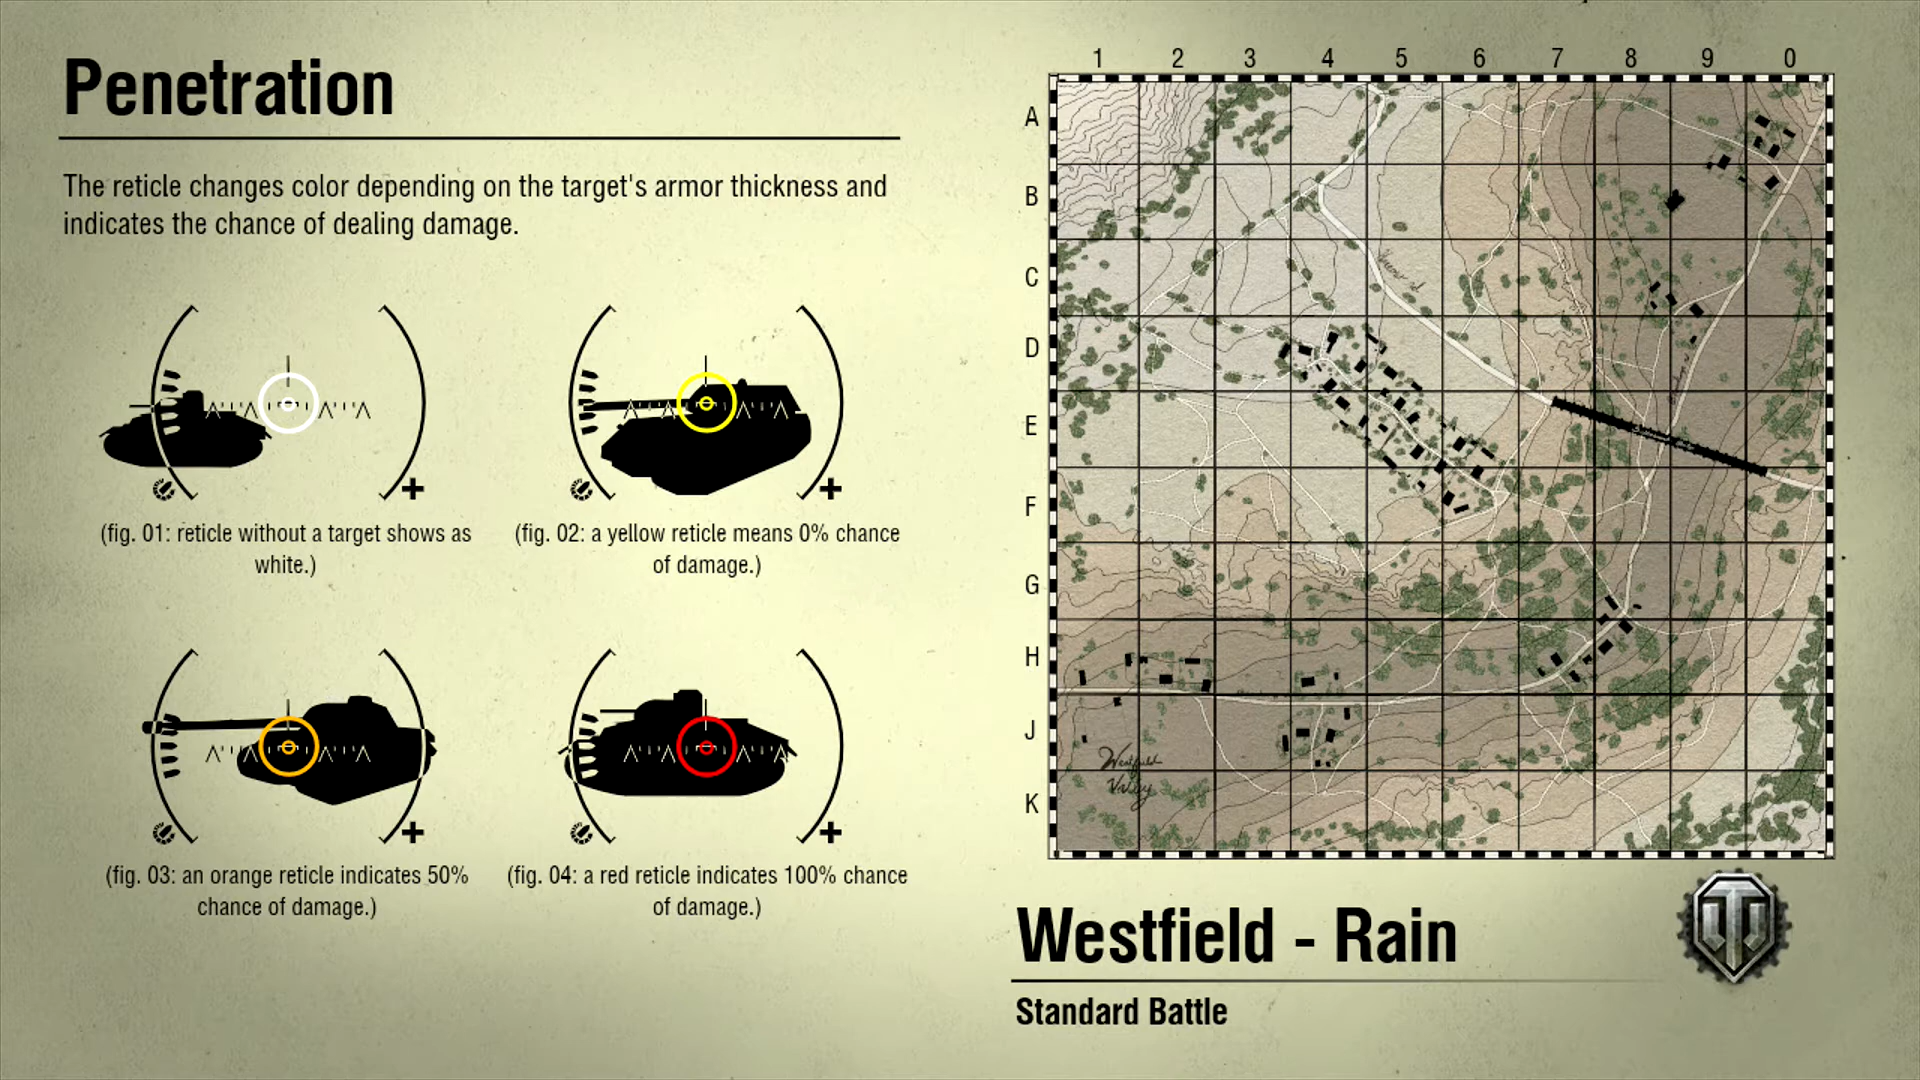 Penetration
The reticle changes color depending on the target's armor thickness and
indicates the chance of dealing damage.
(fig. 01: reticle without a target shows as
white.)
(fig. 02: a yellow reticle means 0% chance
of damage.)
(fig. 03: an orange reticle indicates 50%
chance of damage.)
(fig. 04: a red reticle indicates 100% chance
of damage.)
1 2 3 4 5 6 7 8 9 0
A
B
C
D
E
F
G
H
J
K
Westfield
Valley
Westfield - Rain
Standard Battle